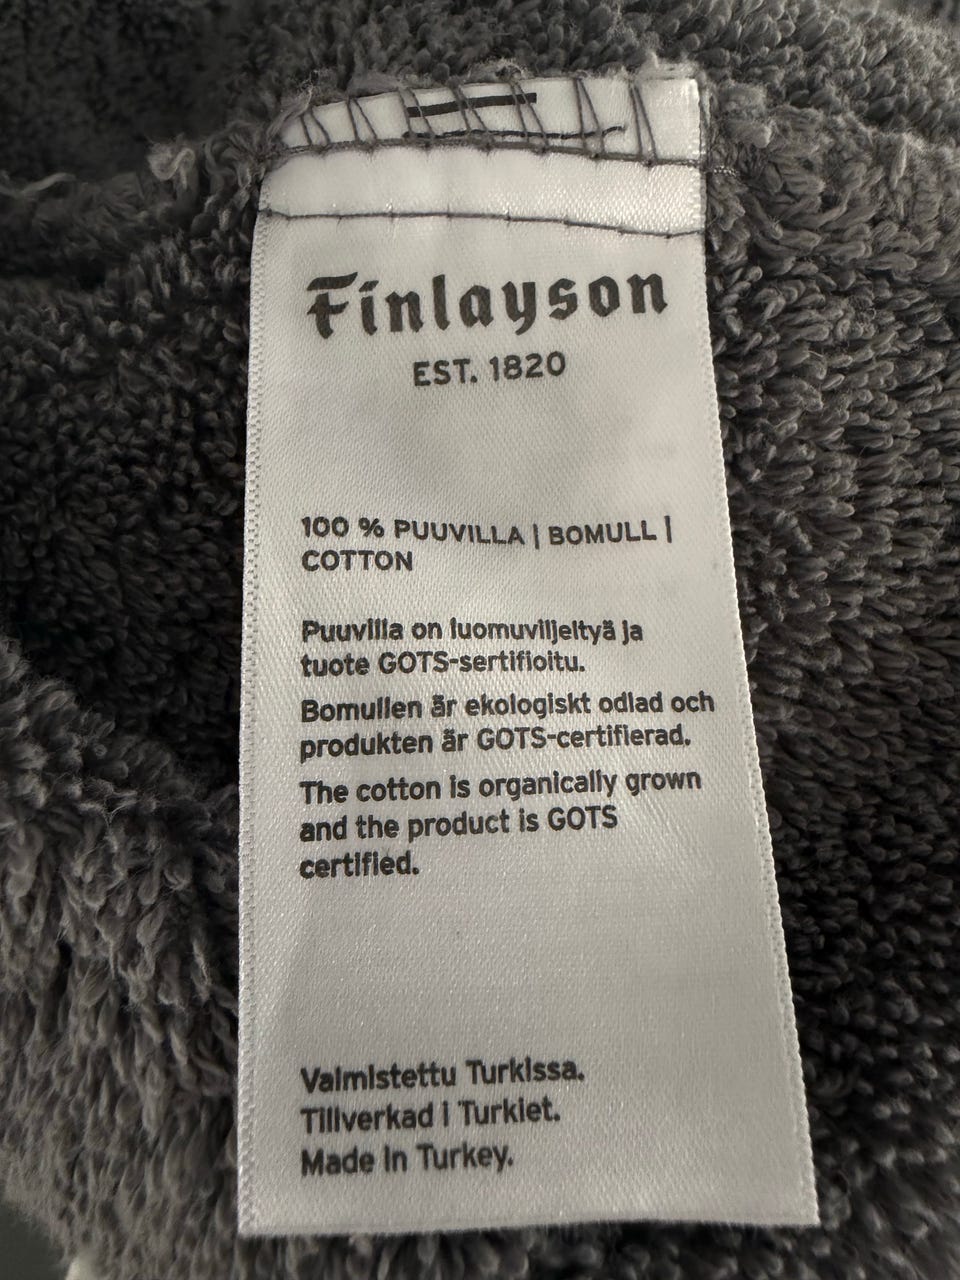 Finlayson
EST. 1820
100 % PUUVILLA | BOMULL |
COTTON
Puuvilla on luomuviljeltyä ja
tuote GOTS-sertifioitu.
Bomullen är ekologiskt odlad och
produkten är GOTS-certifierad.
The cotton is organically grown
and the product is GOTS
certified.
Valmistettu Turkissa.
Tillverkad i Turkiet.
Made in Turkey.